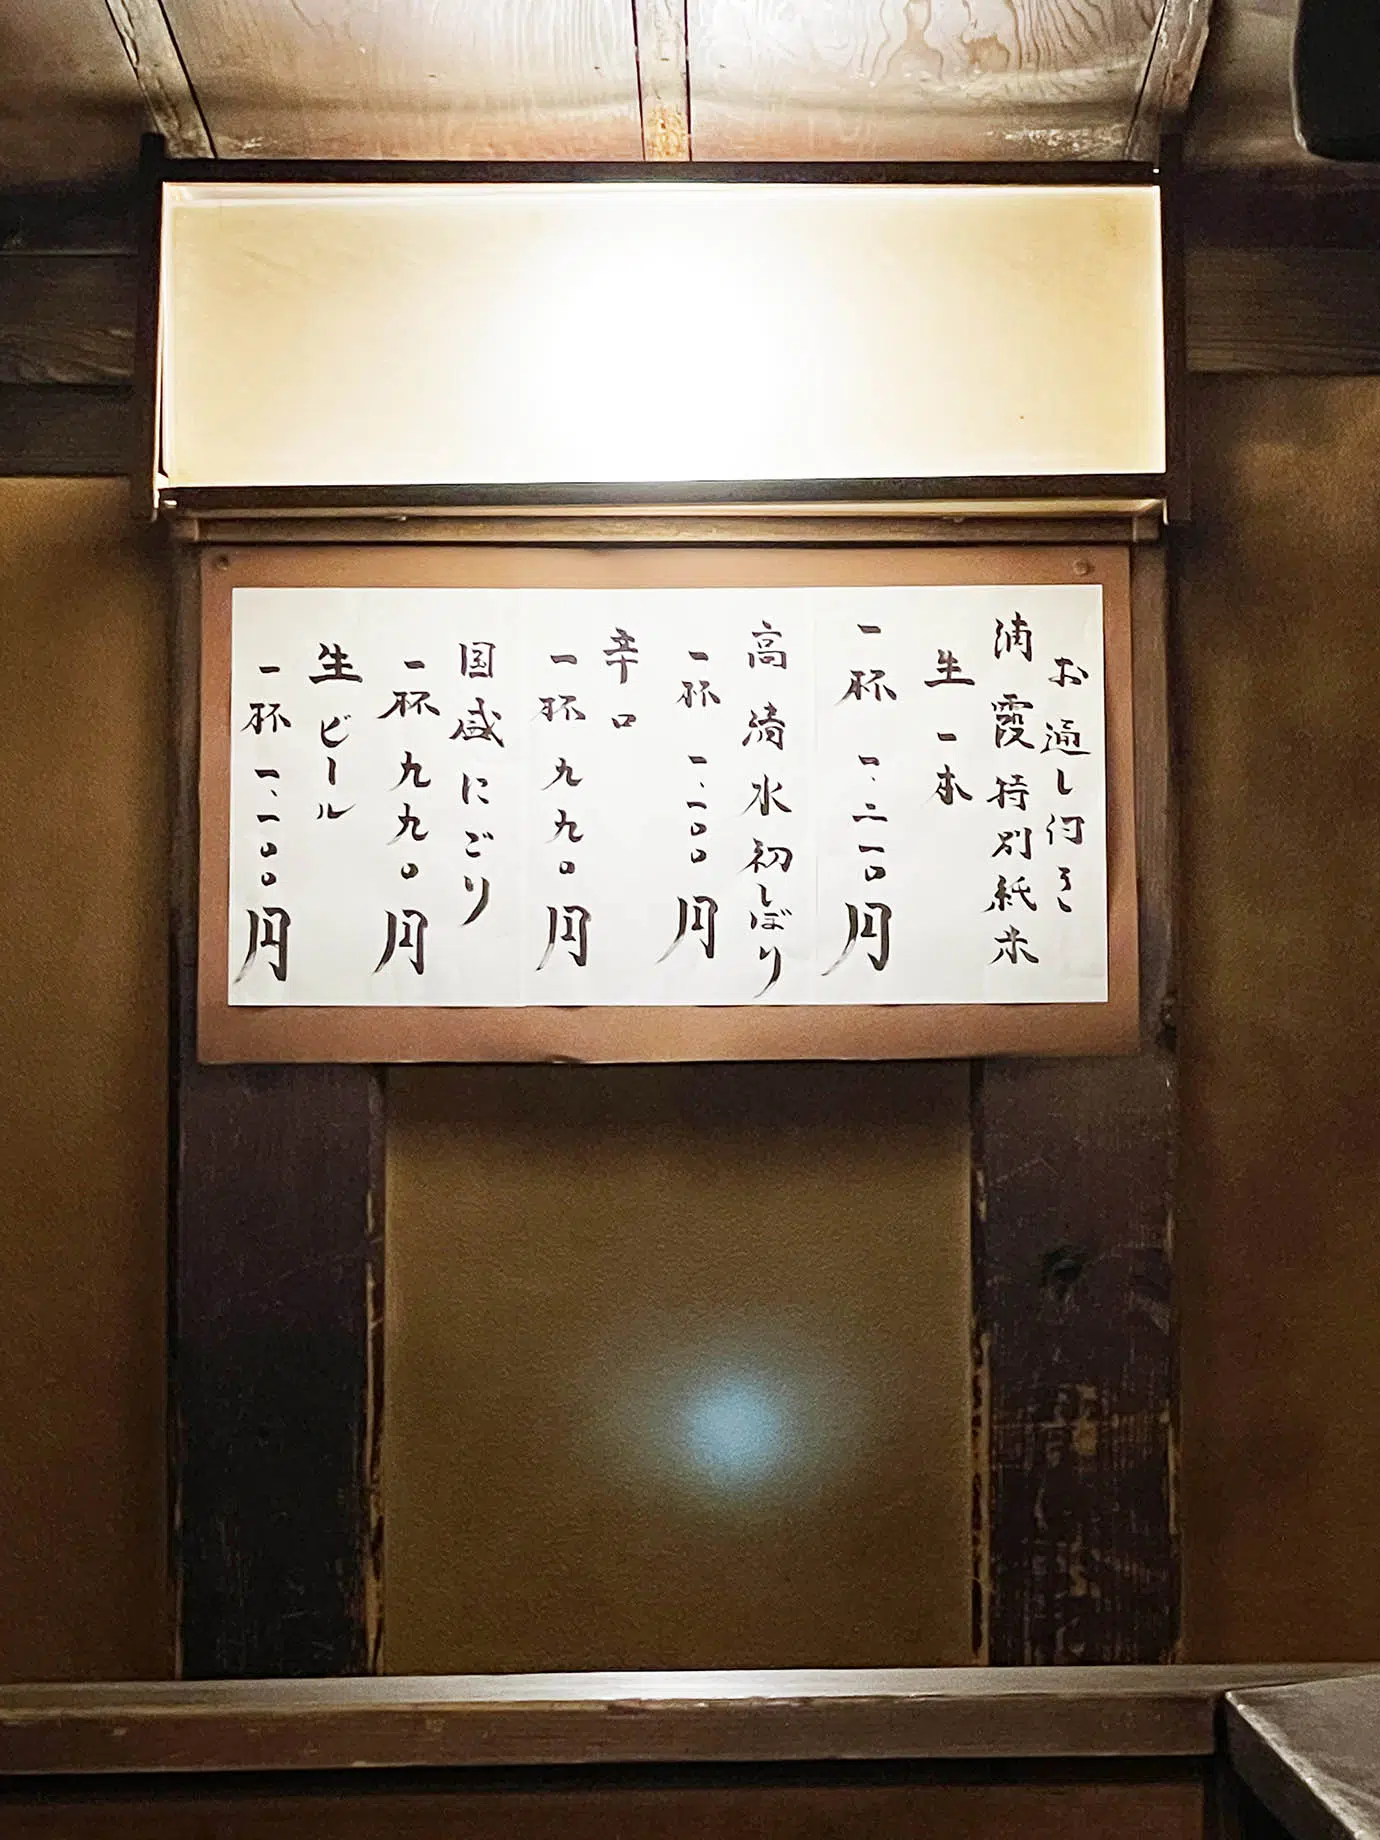 お通し付き
浦霞特別純米
生一本
一杯 一、二一〇円
高清水初しぼり
一杯 一、一〇〇円
辛口
一杯 九九〇円
国盛にごり
一杯 九九〇円
生ビール
一杯 一、一〇〇円